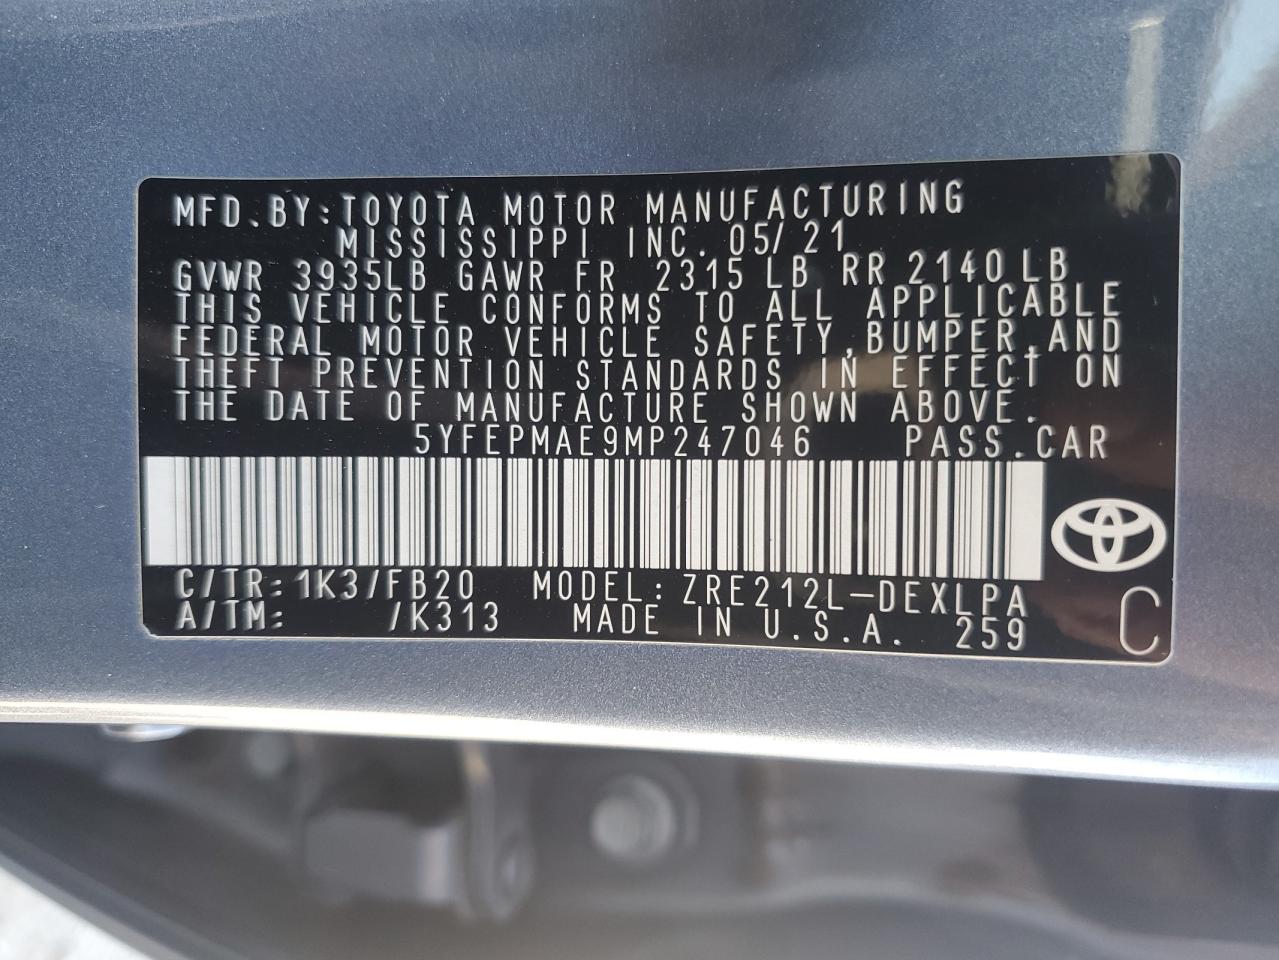 MFD.BY:TOYOTA MOTOR MANUFACTURING
MISSISSIPPI INC. 05/21
GVWR 3935LB GAWR FR 2315 LB RR 2140 LB
THIS VEHICLE CONFORMS TO ALL APPLICABLE
FEDERAL MOTOR VEHICLE SAFETY,BUMPER,AND
THEFT PREVENTION STANDARDS IN EFFECT ON
THE DATE OF MANUFACTURE SHOWN ABOVE.
5YFEPMAE9MP247046 PASS.CAR
C/TR:1K3/FB20 MODEL:ZRE212L-DEXLPA
A/TM: /K313 MADE IN U.S.A. 259 C